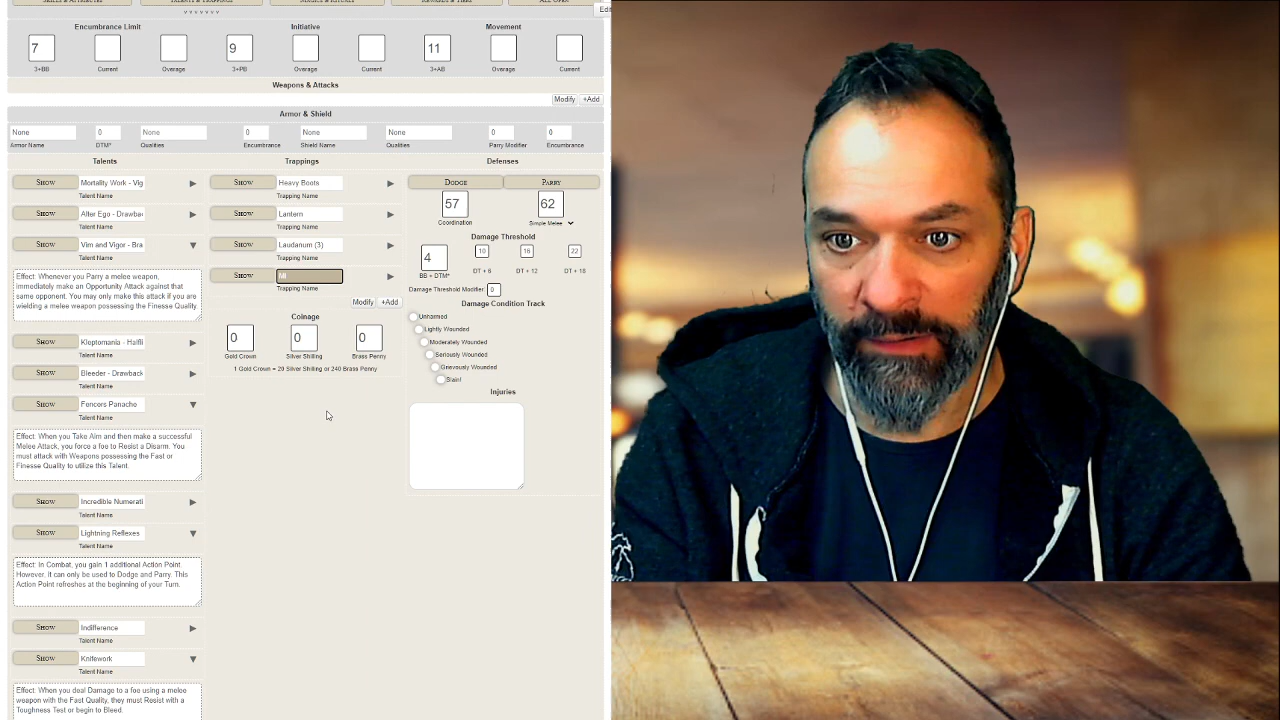 SKILLS & ATTRIBUTES
TALENTS & TRAPPINGS
MAGICK & RITUALS
REWARDS & TIERS
ALL OPEN
Edit
v v v v v v v
Encumbrance Limit
Initiative
Movement
7
9
11
3+BB
Current
Overage
3+PB
Overage
Current
3+AB
Overage
Current
Weapons & Attacks
Modify
+Add
Armor & Shield
None
0
None
0
None
None
0
0
Armor Name
DTM*
Qualities
Encumbrance
Shield Name
Qualities
Parry Modifier
Encumbrance
Talents
Show
Mortality Work - Vig
Talent Name
Show
Alter Ego - Drawbac
Talent Name
Show
Vim and Vigor - Bra
Talent Name
Effect: Whenever you Parry a melee weapon,
immediately make an Opportunity Attack against that
same opponent. You may only make this attack if you are
wielding a melee weapon possessing the Finesse Quality
Show
Kleptomania - Halfli
Talent Name
Show
Bleeder - Drawback
Talent Name
Show
Fencers Panache
Talent Name
Effect: When you Take Aim and then make a successful
Melee Attack, you force a foe to Resist a Disarm. You
must attack with Weapons possessing the Fast or
Finesse Quality to utilize this Talent.
Show
Incredible Numerati
Talent Name
Show
Lightning Reflexes
Talent Name
Effect: In Combat, you gain 1 additional Action Point
However, it can only be used to Dodge and Parry. This
Action Point refreshes at the beginning of your Turn.
Show
Indifference
Talent Name
Show
Knifework
Talent Name
Effect: When you deal Damage to a foe using a melee
weapon with the Fast Quality, they must Resist with a
Toughness Test or begin to Bleed.
Trappings
Show
Heavy Boots
Trapping Name
Show
Lantern
Trapping Name
Show
Laudanum (3)
Trapping Name
Show
Trapping Name
Modify
+Add
Coinage
0
0
0
Gold Crown
Silver Shilling
Brass Penny
1 Gold Crown = 20 Silver Shilling or 240 Brass Penny
Defenses
Dodge
Parry
57
62
Coordination
Simple Melee
Damage Threshold
4
10
16
22
BB + DTM*
DT + 6
DT + 12
DT + 18
Damage Threshold Modifier:
0
Damage Condition Track
Unharmed
Lightly Wounded
Moderately Wounded
Seriously Wounded
Grievously Wounded
Slain!
Injuries